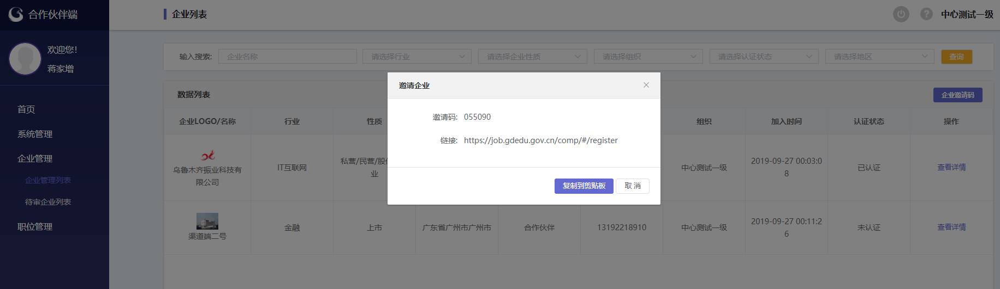 合作伙伴端
企业列表
中心测试一级
欢迎您!
蒋家增
首页
系统管理
企业管理
企业管理列表
待审企业列表
职位管理
输入搜索:
企业名称
请选择行业
请选择企业性质
请选择组织
请选择认证状态
请选择地区
查询
数据列表
企业邀请码
企业LOGO/名称
行业
性质
组织
加入时间
认证状态
操作
乌鲁木齐振业科技有
限公司
IT互联网
私营/民营/股
业
中心测试一级
2019-09-27 00:03:0
8
已认证
查看详情
渠道端二号
金融
上市
广东省广州市广州市
合作伙伴
13192218910
中心测试一级
2019-09-27 00:11:2
6
未认证
查看详情
邀请企业
邀请码: 055090
链接: https://job.gdedu.gov.cn/comp/#/register
复制到剪贴板
取 消